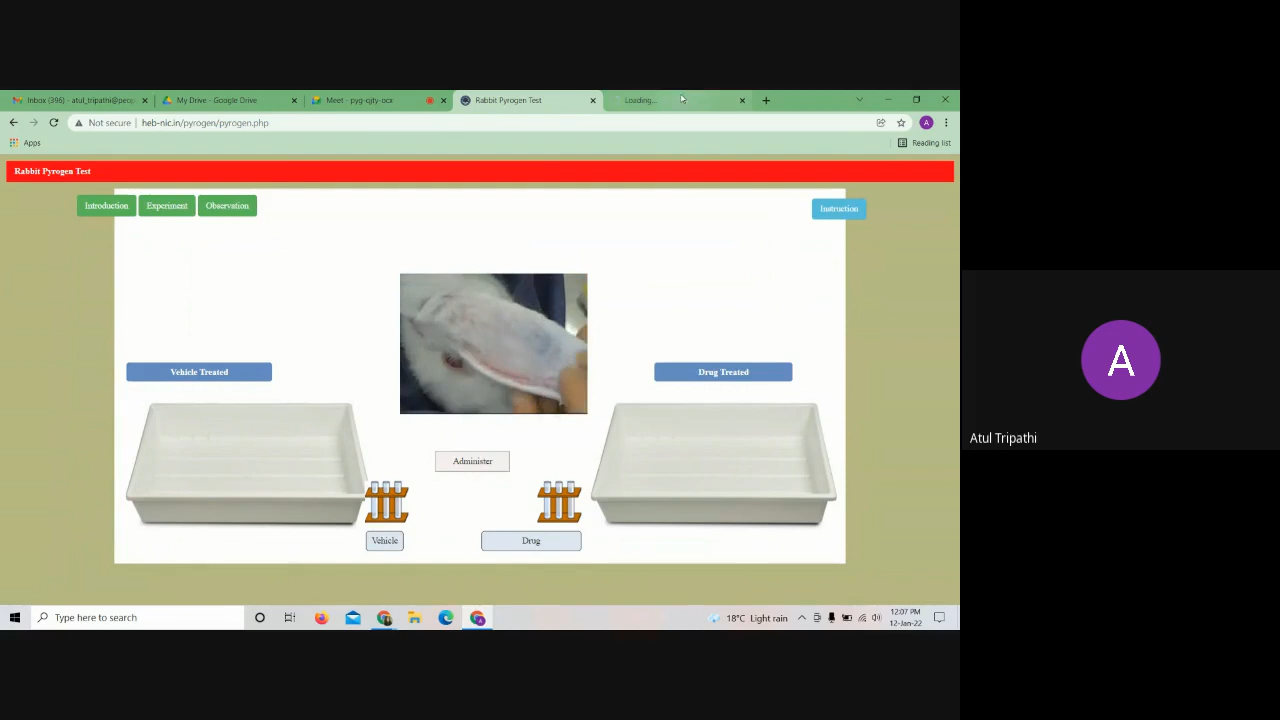 Inbox (396) - atul_tripathi@peop
My Drive - Google Drive
Meet - pyg-qjty-ocx
Rabbit Pyrogen Test
Loading...
Not secure | heb-nic.in/pyrogen/pyrogen.php
A
Apps
Reading list
Rabbit Pyrogen Test
Introduction
Experiment
Observation
Instruction
Vehicle Treated
Drug Treated
Administer
Vehicle
Drug
A
Atul Tripathi
Type here to search
18°C Light rain
12:07 PM
12-Jan-22